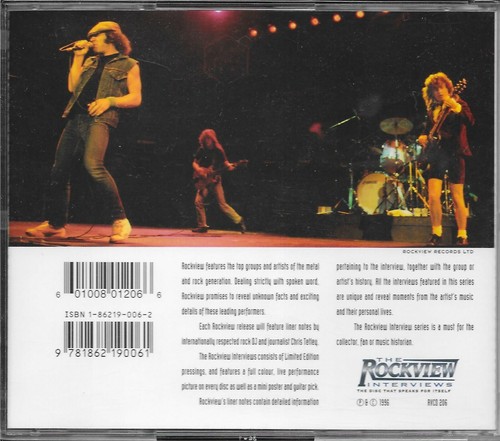 ROCKVIEW RECORDS LTD
6 01008 01206 6
ISBN 1-86219-006-2
9 781862 190061
Rockview features the top groups and artists of the metal
and rock generation. Dealing strictly with spoken word,
Rockview promises to reveal unknown facts and exciting
details of these leading performers.
Each Rockview release will feature liner notes by
internationally respected rock DJ and journalist Chris Tetley.
The Rockview Interviews consists of Limited Edition
pressings, and features a full colour, live performance
picture on every disc as well as a mini poster and guitar pick.
Rockview's liner notes contain detailed information
pertaining to the interview, together with the group or
artist's history. All the interviews featured in this series
are unique and reveal moments from the artist's music
and their personal lives.
The Rockview Interview series is a must for the
collector, fan or music historian.
THE
ROCKVIEW
INTERVIEWS
THE DISC THAT SPEAKS FOR ITSELF
℗ & © 1996 RVCD 206